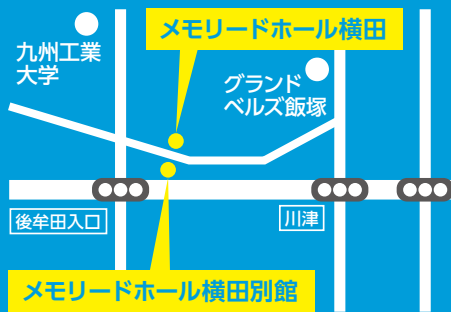 メモリードホール横田
九州工業
大学
グランド
ベルズ飯塚
後牟田入口
川津
メモリードホール横田別館